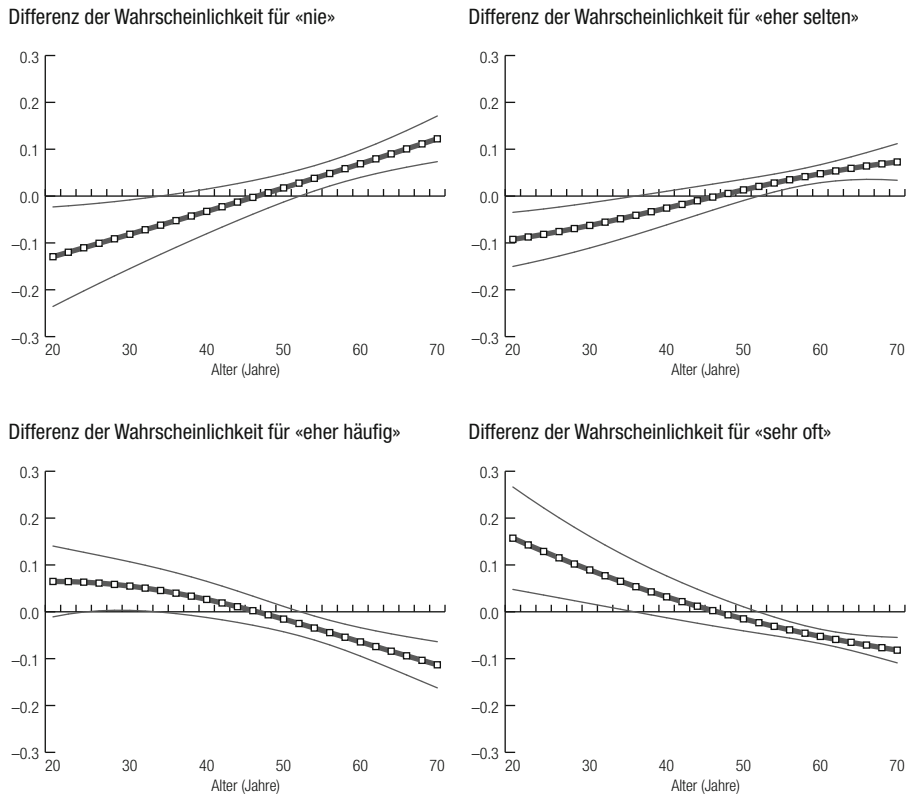 Differenz der Wahrscheinlichkeit für «nie»
0.3
0.2
0.1
0.0
–0.1
–0.2
–0.3
20 30 40 50 60 70
Alter (Jahre)
Differenz der Wahrscheinlichkeit für «eher selten»
0.3
0.2
0.1
0.0
–0.1
–0.2
–0.3
20 30 40 50 60 70
Alter (Jahre)
Differenz der Wahrscheinlichkeit für «eher häufig»
0.3
0.2
0.1
0.0
–0.1
–0.2
–0.3
20 30 40 50 60 70
Alter (Jahre)
Differenz der Wahrscheinlichkeit für «sehr oft»
0.3
0.2
0.1
0.0
–0.1
–0.2
–0.3
20 30 40 50 60 70
Alter (Jahre)